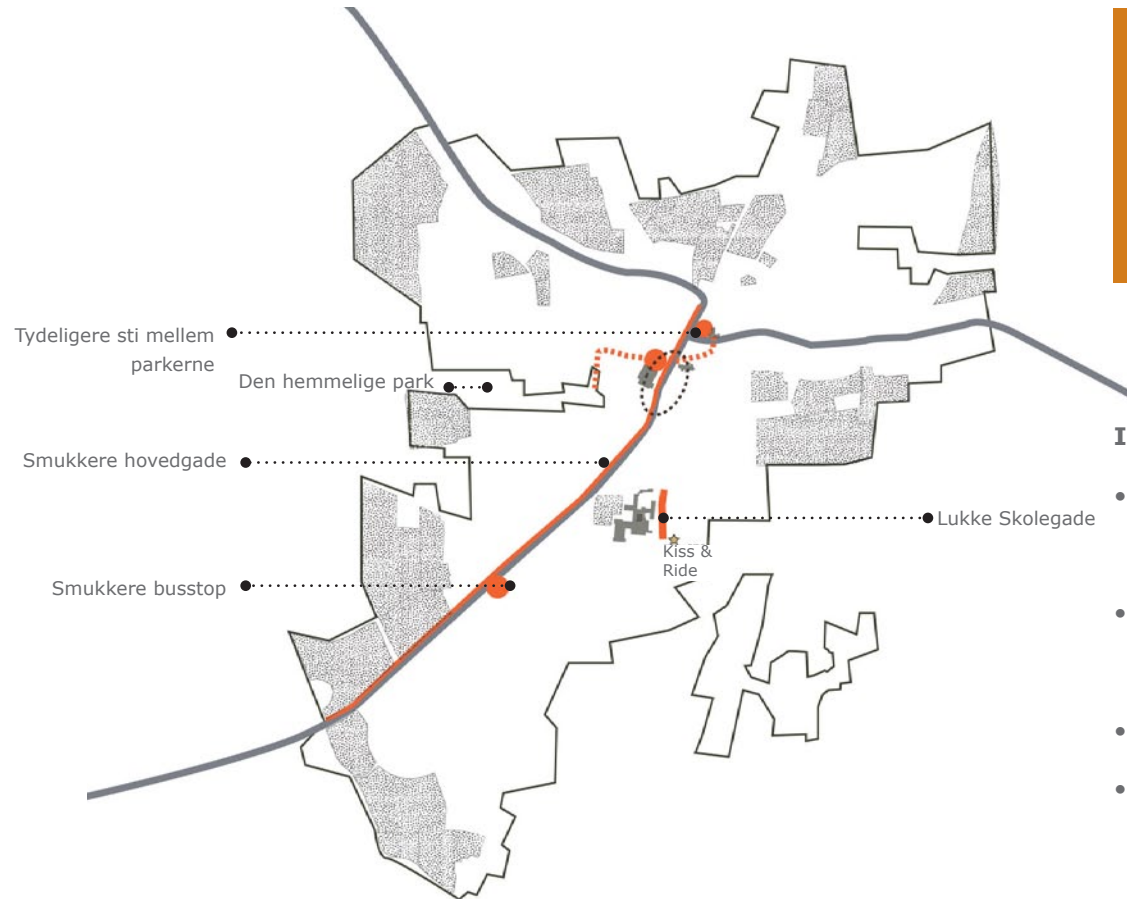 Tydeligere sti mellem
parkerne
Den hemmelige park
Smukkere hovedgade
Smukkere busstop
Lukke Skolegade
Kiss &
Ride
I